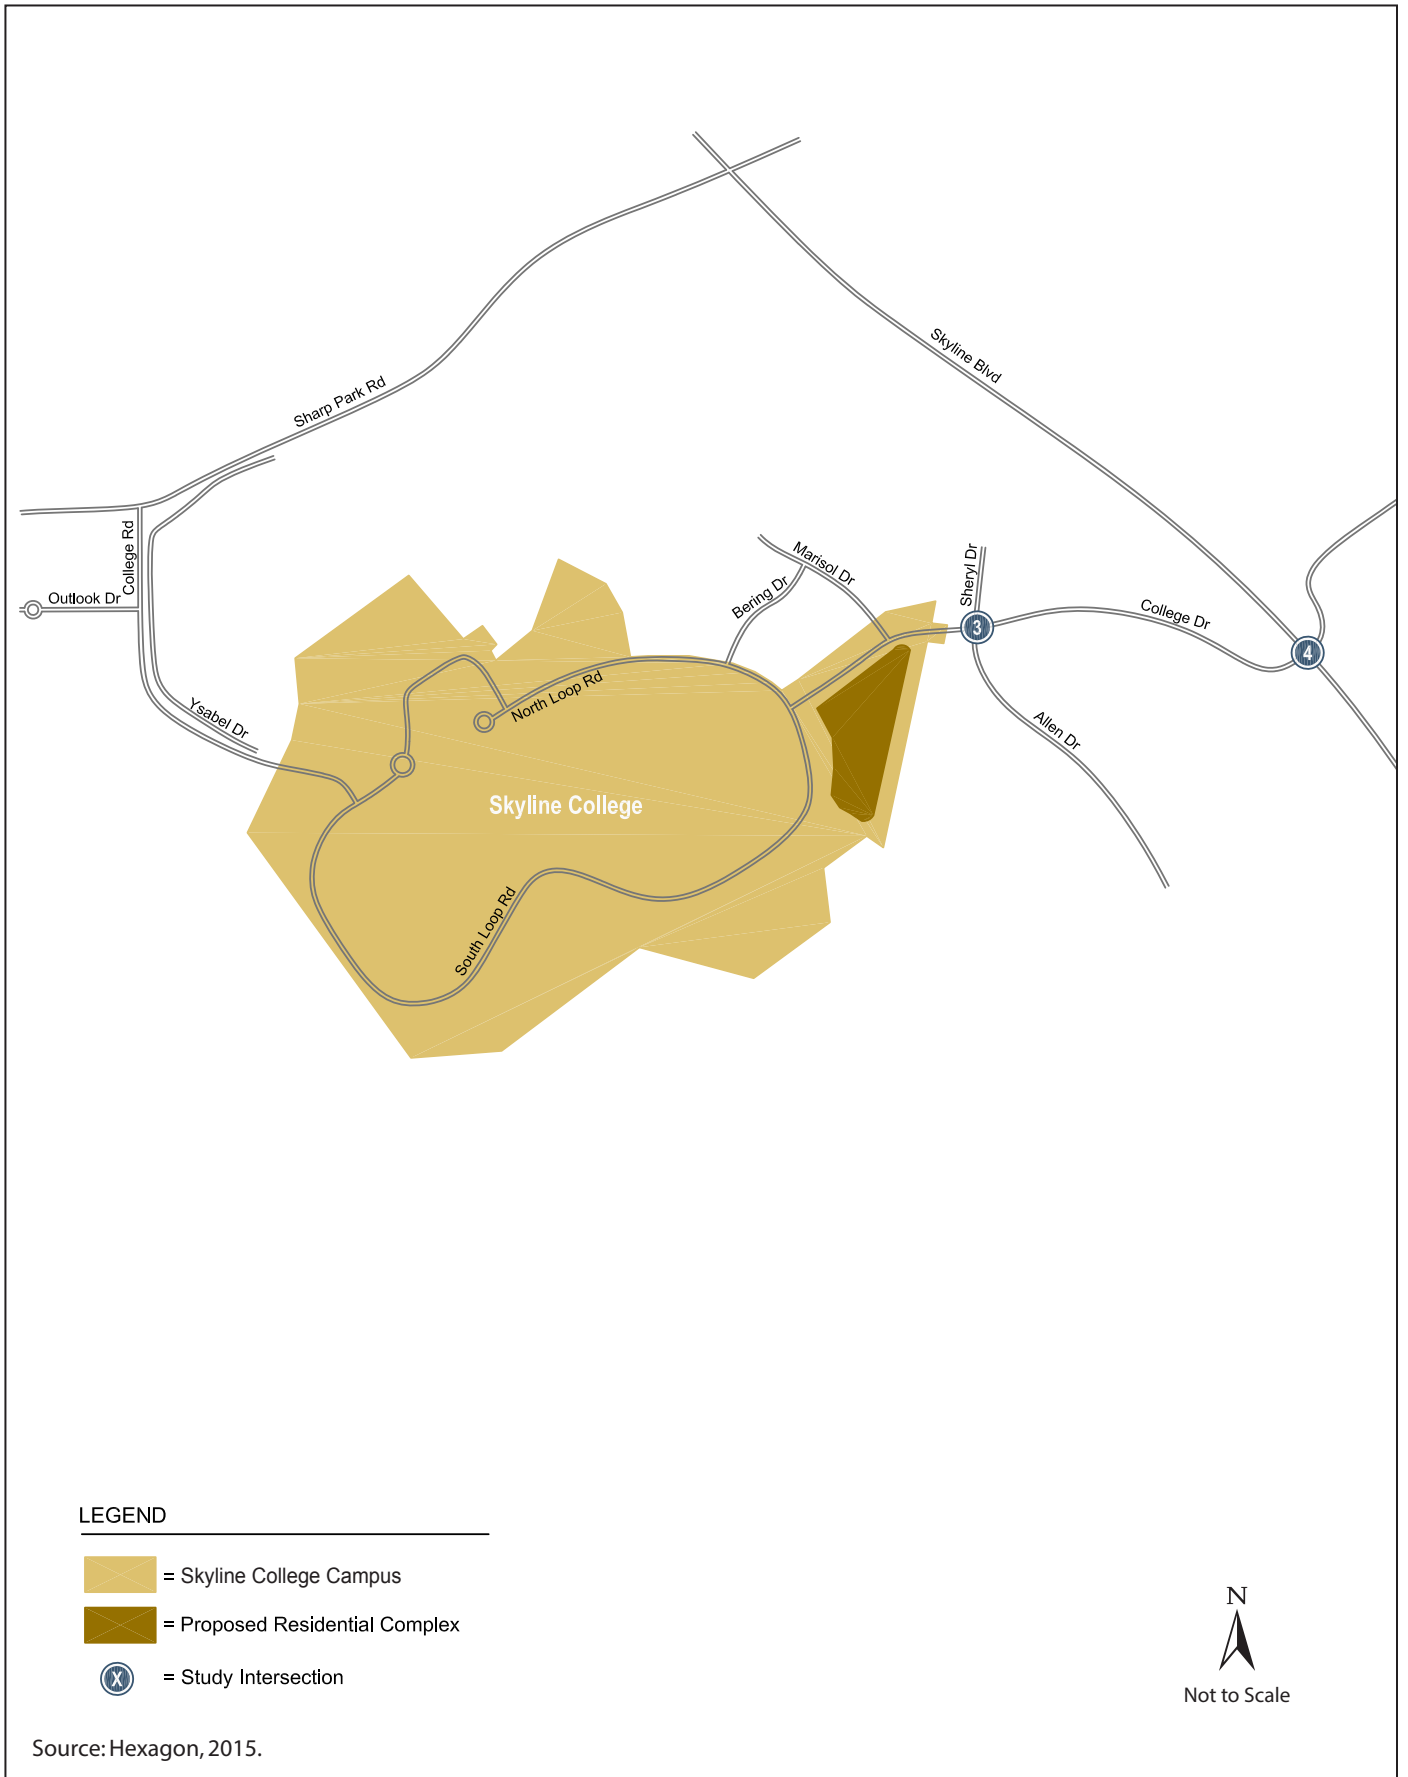 Skyline Blvd
Sharp Park Rd
College Rd
Outlook Dr
Marisol Dr
Bering Dr
Sheryl Dr
College Dr
3
4
Ysabel Dr
North Loop Rd
Allen Dr
Skyline College
South Loop Rd
LEGEND
= Skyline College Campus
= Proposed Residential Complex
X = Study Intersection
N
Not to Scale
Source: Hexagon, 2015.